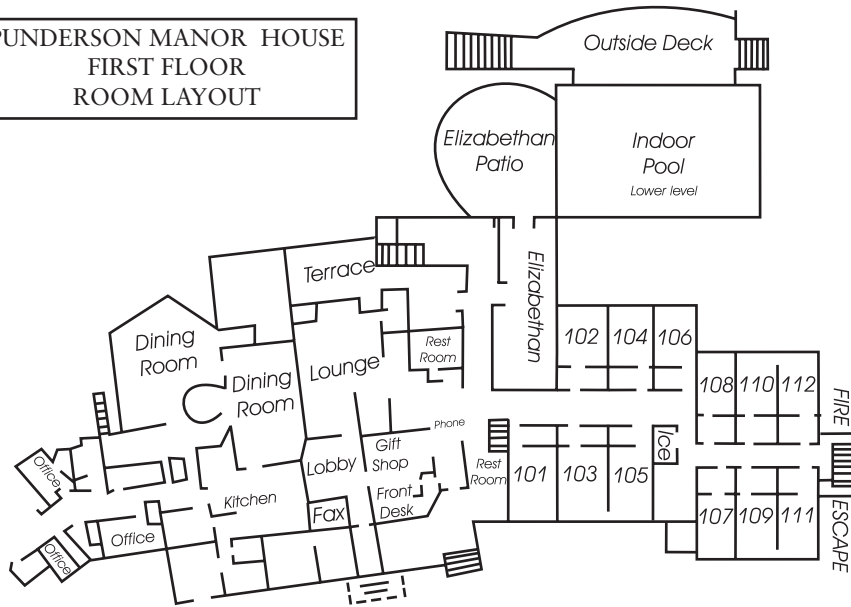 PUNDERSON MANOR HOUSE
FIRST FLOOR
ROOM LAYOUT
Outside Deck
Elizabethan
Patio
Indoor
Pool
Lower level
Terrace
Elizabethan
Dining
Room
Dining
Room
Lounge
Rest
Room
102
104
106
108
110
112
FIRE
Phone
Gift
Shop
Lobby
Rest
Room
101
103
105
Ice
Office
Kitchen
Front
Desk
Fax
Office
Office
107
109
111
ESCAPE